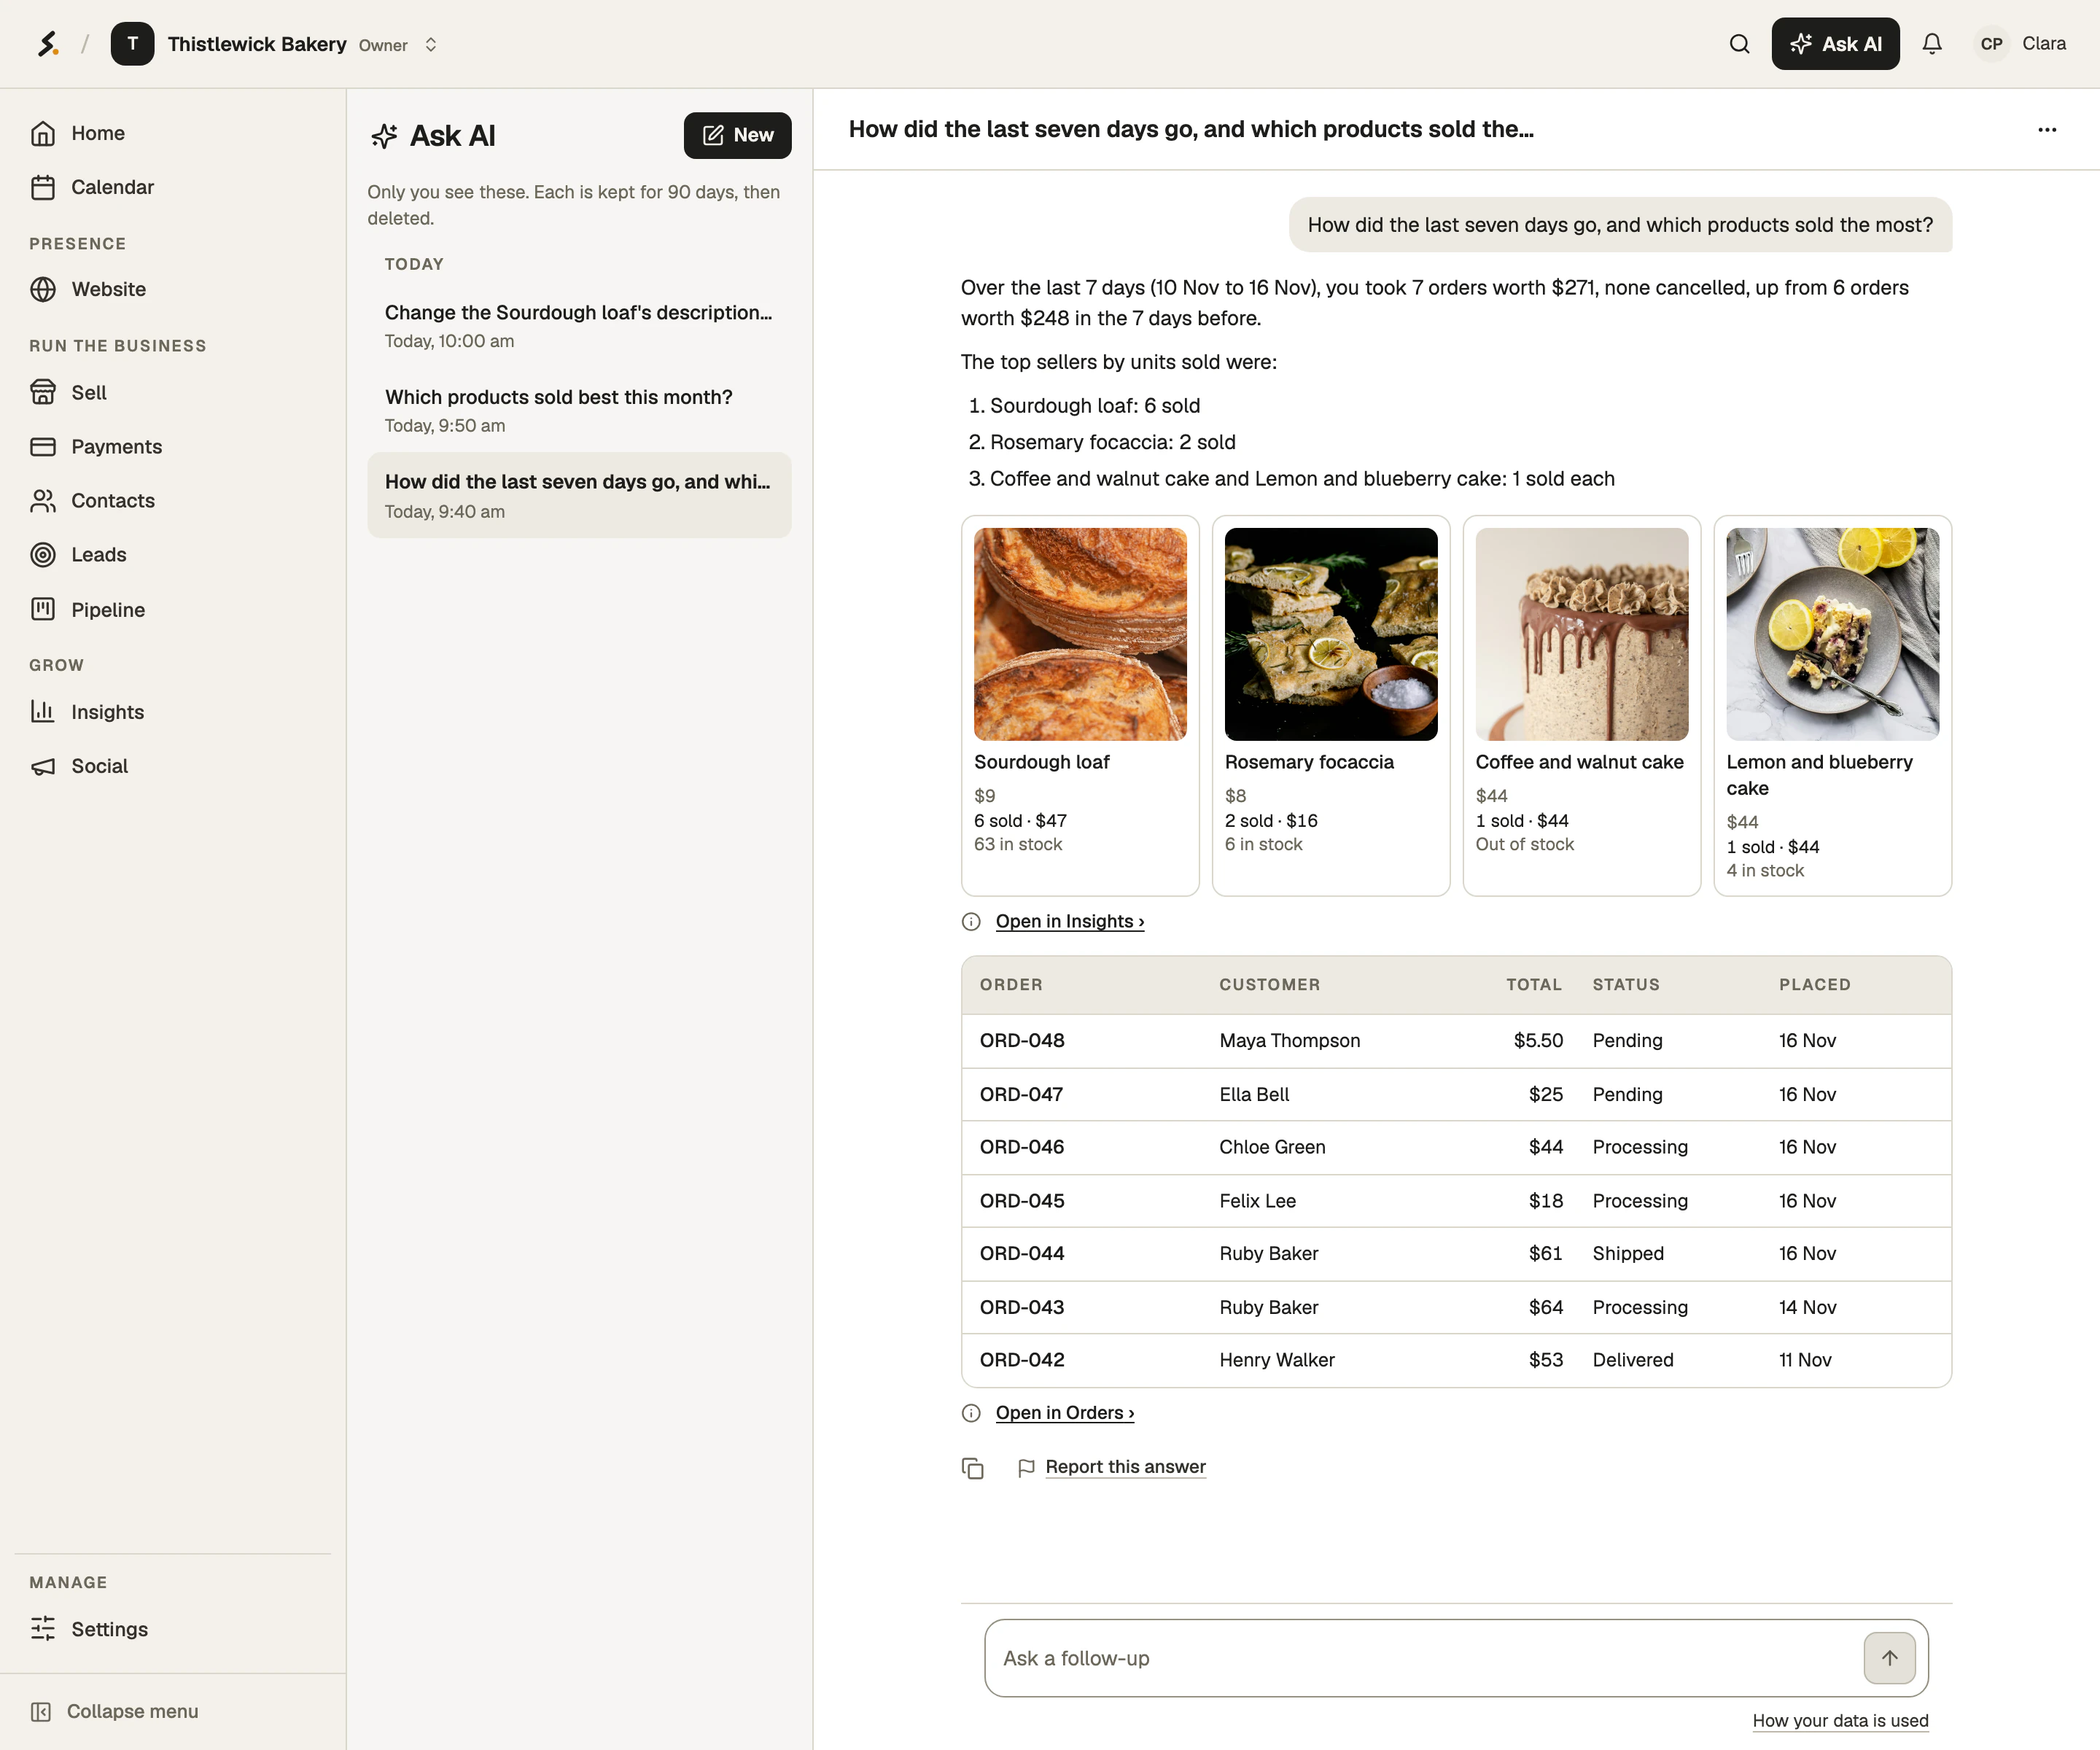 / T Thistlewick Bakery Owner
Ask AI
CP Clara
Home
Calendar
PRESENCE
Website
RUN THE BUSINESS
Sell
Payments
Contacts
Leads
Pipeline
GROW
Insights
Social
MANAGE
Settings
Collapse menu
Ask AI
New
Only you see these. Each is kept for 90 days, then
deleted.
TODAY
Change the Sourdough loaf's description...
Today, 10:00 am
Which products sold best this month?
Today, 9:50 am
How did the last seven days go, and whi...
Today, 9:40 am
How did the last seven days go, and which products sold the...
How did the last seven days go, and which products sold the most?
Over the last 7 days (10 Nov to 16 Nov), you took 7 orders worth $271, none cancelled, up from 6 orders
worth $248 in the 7 days before.
The top sellers by units sold were:
1. Sourdough loaf: 6 sold
2. Rosemary focaccia: 2 sold
3. Coffee and walnut cake and Lemon and blueberry cake: 1 sold each
Sourdough loaf
$9
6 sold · $47
63 in stock
Rosemary focaccia
$8
2 sold · $16
6 in stock
Coffee and walnut cake
$44
1 sold · $44
Out of stock
Lemon and blueberry
cake
$44
1 sold · $44
4 in stock
Open in Insights ›
ORDER CUSTOMER TOTAL STATUS PLACED
ORD-048 Maya Thompson $5.50 Pending 16 Nov
ORD-047 Ella Bell $25 Pending 16 Nov
ORD-046 Chloe Green $44 Processing 16 Nov
ORD-045 Felix Lee $18 Processing 16 Nov
ORD-044 Ruby Baker $61 Shipped 16 Nov
ORD-043 Ruby Baker $64 Processing 14 Nov
ORD-042 Henry Walker $53 Delivered 11 Nov
Open in Orders ›
Report this answer
Ask a follow-up
How your data is used